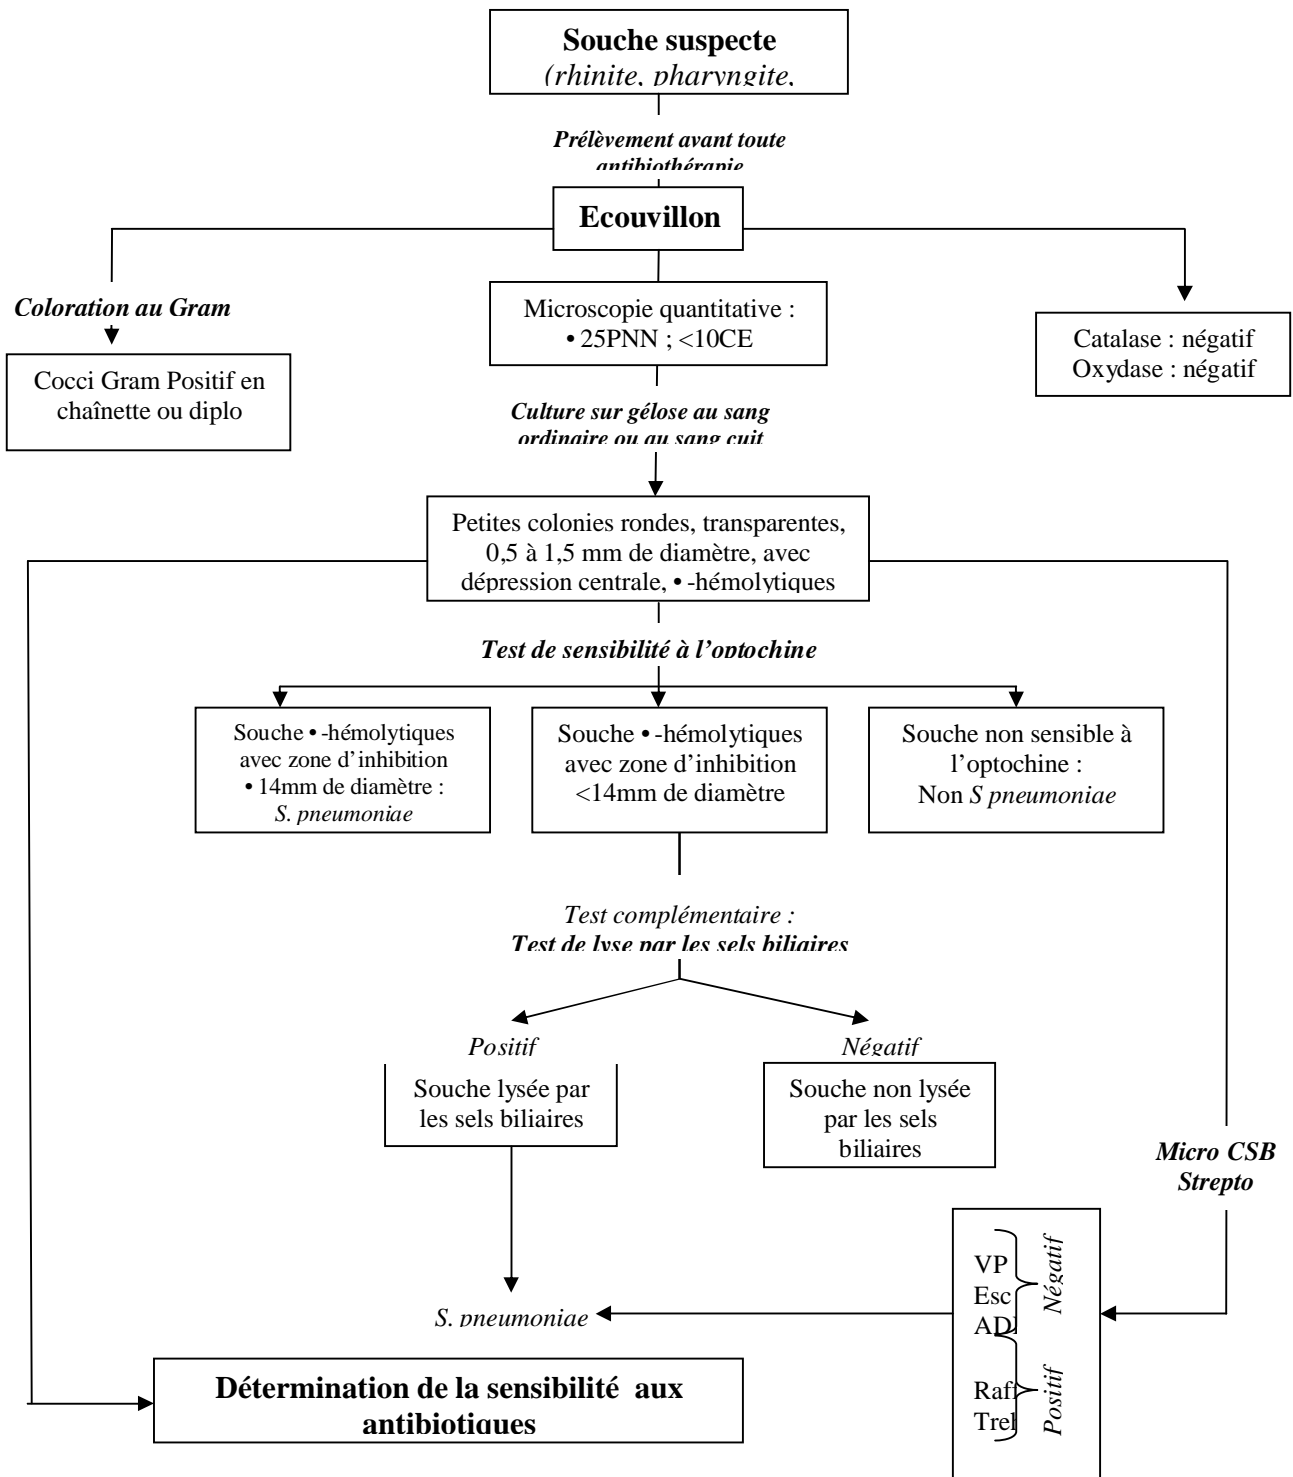 Souche suspecte
(rhinite, pharyngite,
Prélèvement avant toute
antibiothérapie
Ecouvillon
Coloration au Gram
Microscopie quantitative :
• 25PNN ; <10CE
Catalase : négatif
Oxydase : négatif
Cocci Gram Positif en
chaînette ou diplo
Culture sur gélose au sang
ordinaire ou au sang cuit
Petites colonies rondes, transparentes,
0,5 à 1,5 mm de diamètre, avec
dépression centrale, •-hémolytiques
Test de sensibilité à l’optochine
Souche •-hémolytiques
avec zone d’inhibition
• 14mm de diamètre :
S. pneumoniae
Souche •-hémolytiques
avec zone d’inhibition
<14mm de diamètre
Souche non sensible à
l’optochine :
Non S pneumoniae
Test complémentaire :
Test de lyse par les sels biliaires
Positif
Négatif
Souche lysée par
les sels biliaires
Souche non lysée
par les sels
biliaires
Micro CSB
Strepto
VP
Esc
AD
Négatif
Raff
Treh
Positif
S. pneumoniae
Détermination de la sensibilité aux
antibiotiques